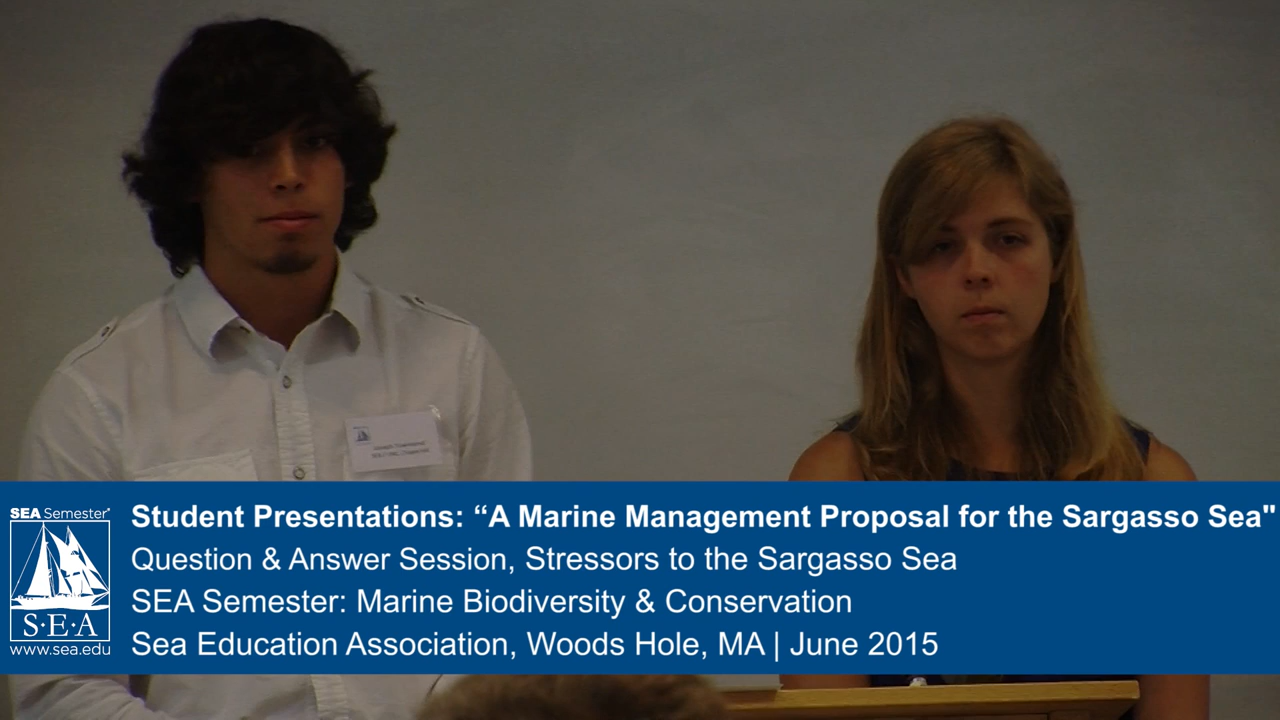 SEA Semester®
S·E·A
www.sea.edu
Student Presentations: “A Marine Management Proposal for the Sargasso Sea"
Question & Answer Session, Stressors to the Sargasso Sea
SEA Semester: Marine Biodiversity & Conservation
Sea Education Association, Woods Hole, MA | June 2015